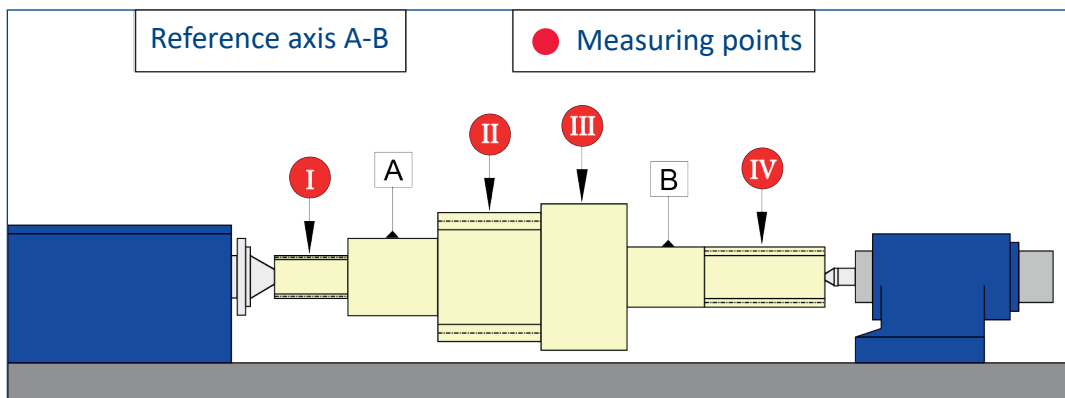 Reference axis A-B
Measuring points
I
A
II
III
B
IV